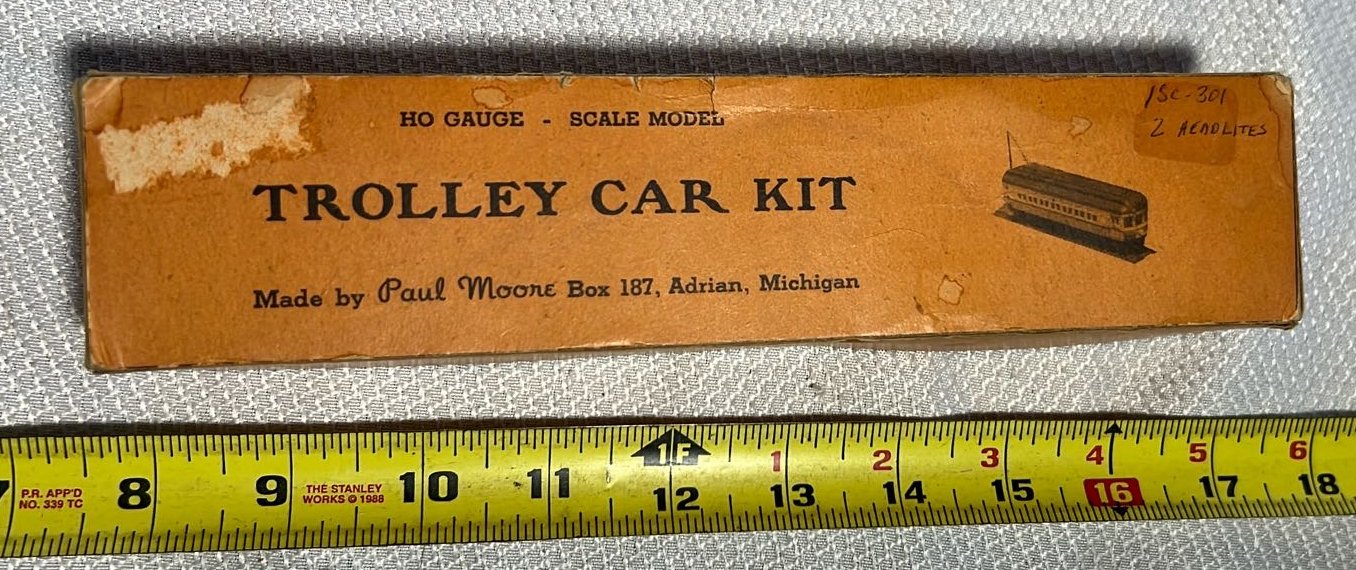 HO GAUGE - SCALE MODEL
TROLLEY CAR KIT
Made by Paul Moore Box 187, Adrian, Michigan
1SC-301
2 HEADLITES
1F
1 2 3 4 5 6
7 8 9 10 11 12 13 14 15 16 17 18
P.R. APP'D
NO. 339 TC
THE STANLEY
WORKS © 1988